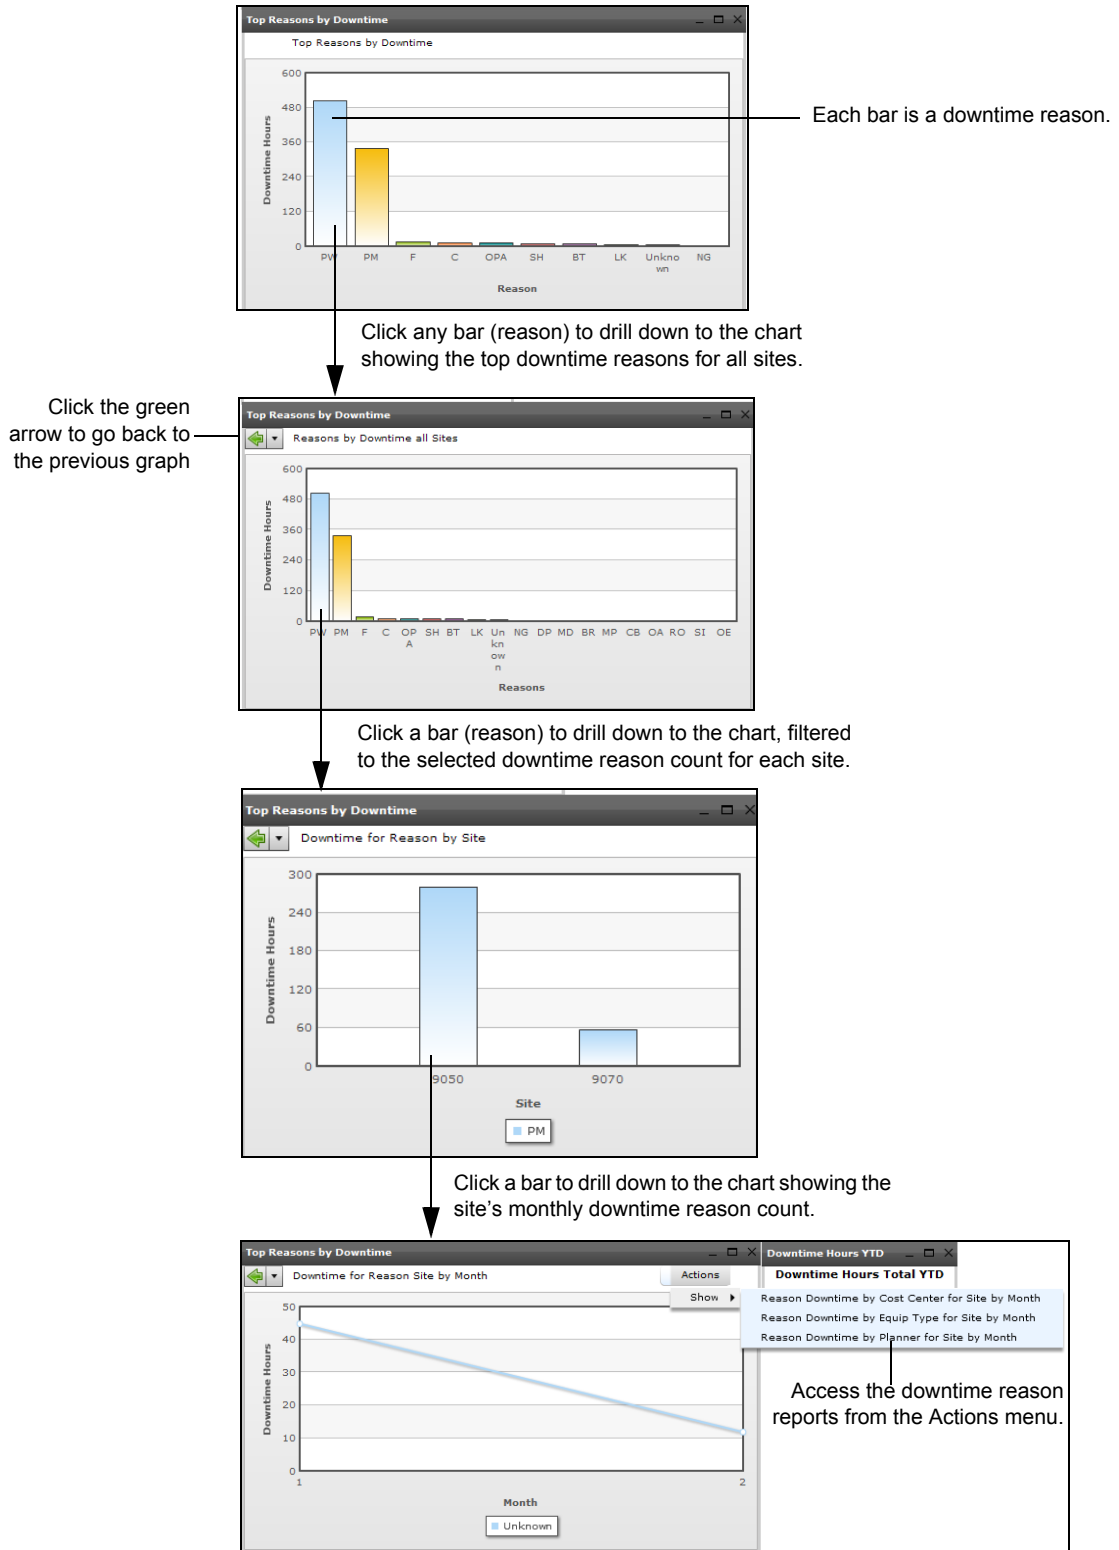 Top Reasons by Downtime
Top Reasons by Downtime
600
480
360
240
120
0
Downtime Hours
PW PM F C OPA SH BT LK Unkno NG
wn
Reason
Each bar is a downtime reason.
Click any bar (reason) to drill down to the chart
showing the top downtime reasons for all sites.
Click the green
arrow to go back to
the previous graph
Top Reasons by Downtime
Reasons by Downtime all Sites
600
480
360
240
120
0
Downtime Hours
PW PM F C OP SH BT LK Un NG DP MD BR MP CB OA RO SI OE
A kn
ow
n
Reasons
Click a bar (reason) to drill down to the chart, filtered
to the selected downtime reason count for each site.
Top Reasons by Downtime
Downtime for Reason by Site
300
240
180
120
60
0
Downtime Hours
9050 9070
Site
PM
Click a bar to drill down to the chart showing the
site's monthly downtime reason count.
Top Reasons by Downtime
Downtime for Reason Site by Month
Actions
Show
Downtime Hours YTD
Downtime Hours Total YTD
Reason Downtime by Cost Center for Site by Month
Reason Downtime by Equip Type for Site by Month
Reason Downtime by Planner for Site by Month
Access the downtime reason
reports from the Actions menu.
50
40
30
20
10
0
Downtime Hours
1 2
Month
Unknown